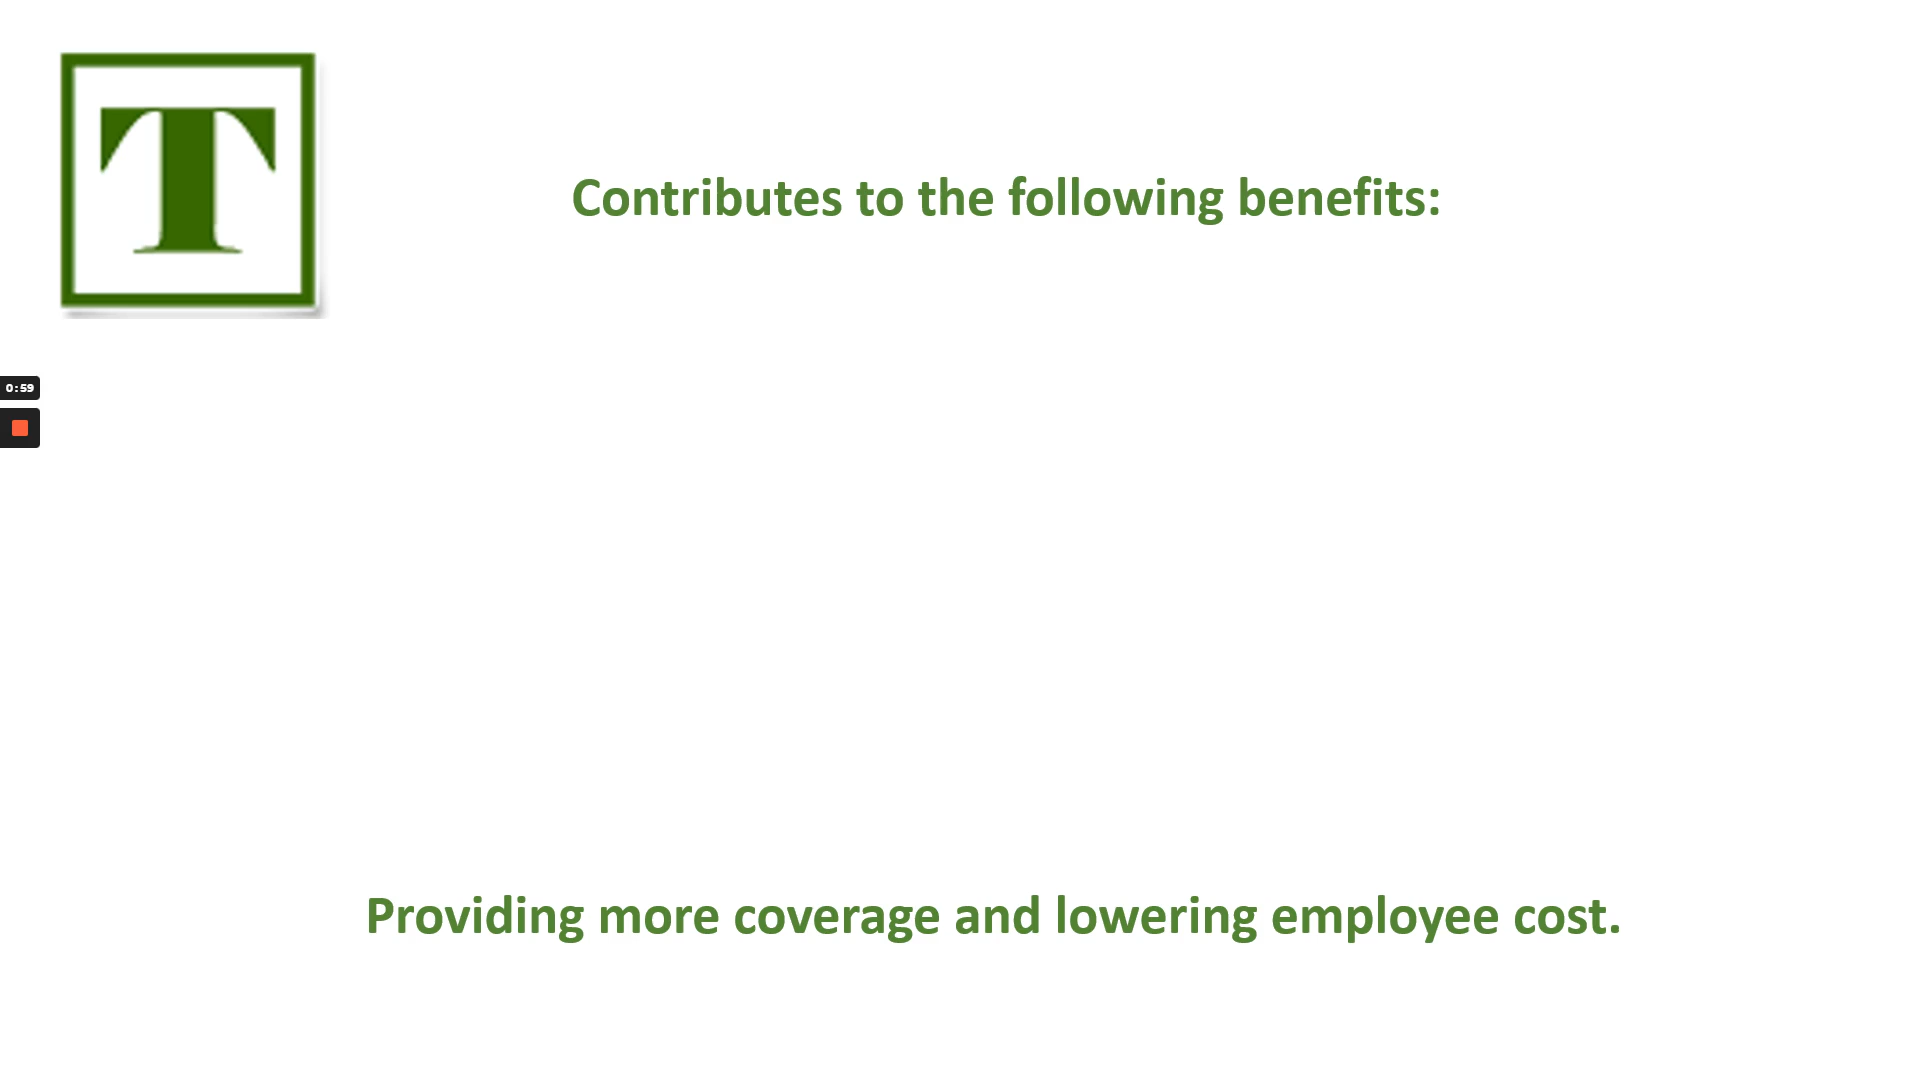 T
Contributes to the following benefits:
0:59
Providing more coverage and lowering employee cost.